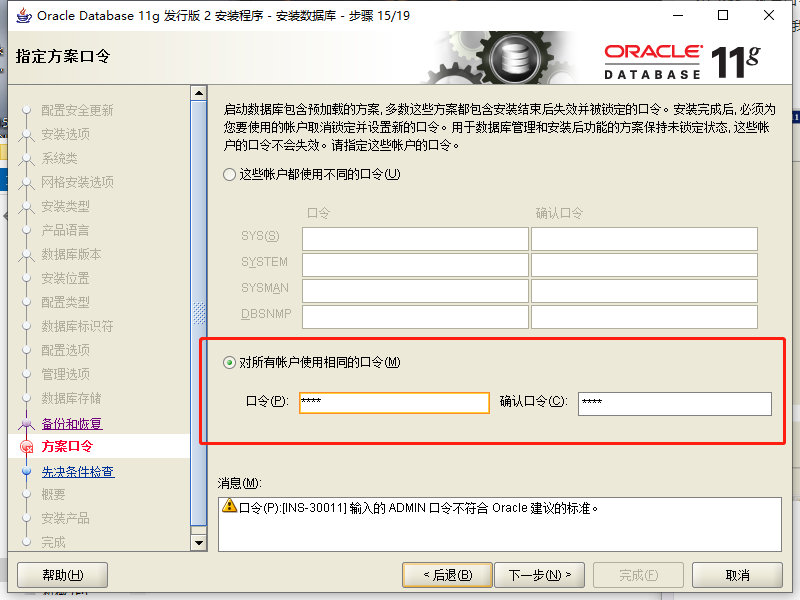 Oracle Database 11g 发行版 2 安装程序 - 安装数据库 - 步骤 15/19
指定方案口令
ORACLE
DATABASE 11g
配置安全更新
安装选项
系统类
网格安装选项
安装类型
产品语言
数据库版本
安装位置
配置类型
数据库标识符
配置选项
管理选项
数据库存储
备份和恢复
方案口令
先决条件检查
概要
安装产品
完成
启动数据库包含预加载的方案, 多数这些方案都包含安装结束后失效并被锁定的口令。安装完成后, 必须为
您要使用的帐户取消锁定并设置新的口令。用于数据库管理和安装后功能的方案保持未锁定状态, 这些帐
户的口令不会失效。请指定这些帐户的口令。
这些帐户都使用不同的口令(U)
口令 确认口令
SYS(S)
SYSTEM
SYSMAN
DBSNMP
对所有帐户使用相同的口令(M)
口令(P): **** 确认口令(C): ****
消息(M):
口令(P):[INS-30011] 输入的 ADMIN 口令不符合 Oracle 建议的标准。
帮助(H) < 后退(B) 下一步(N) > 完成(F) 取消